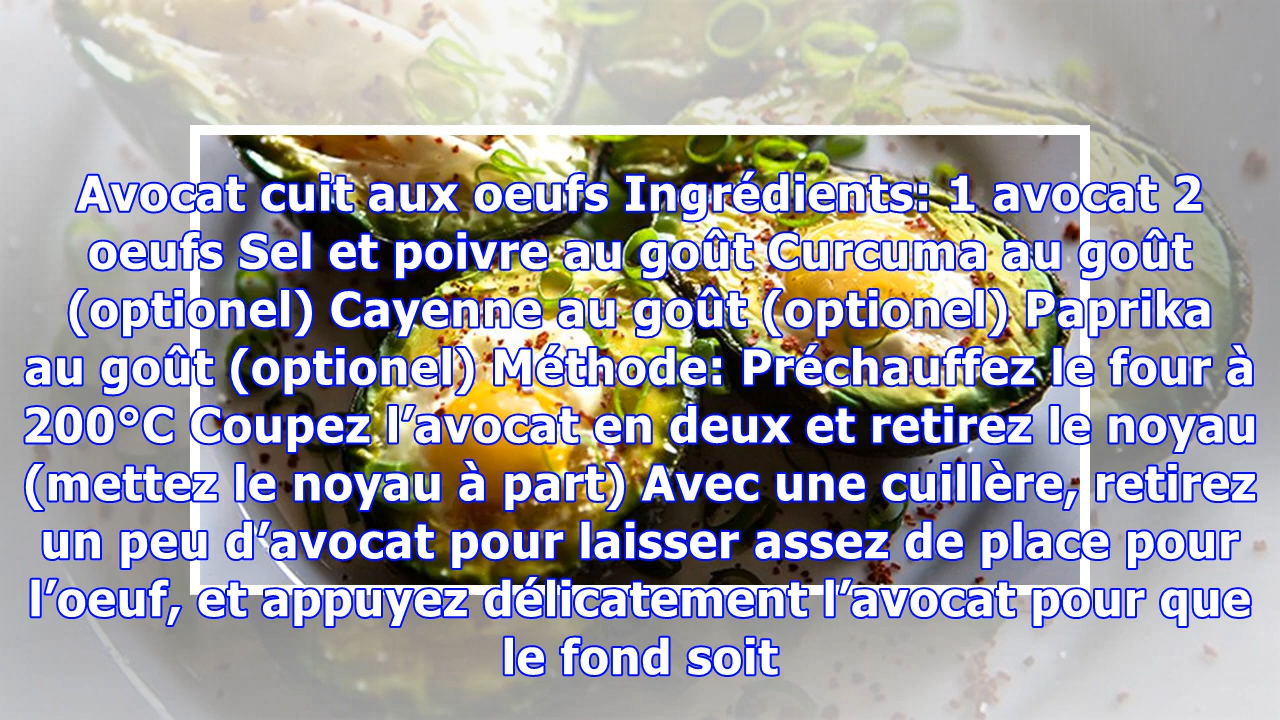 Avocat cuit aux oeufs Ingrédients: 1 avocat 2
oeufs Sel et poivre au goût Curcuma au goût
(optionel) Cayenne au goût (optionel) Paprika
au goût (optionel) Méthode: Préchauffez le four à
200°C Coupez l’avocat en deux et retirez le noyau
(mettez le noyau à part) Avec une cuillère, retirez
un peu d’avocat pour laisser assez de place pour
l’oeuf, et appuyez délicatement l’avocat pour que
le fond soit